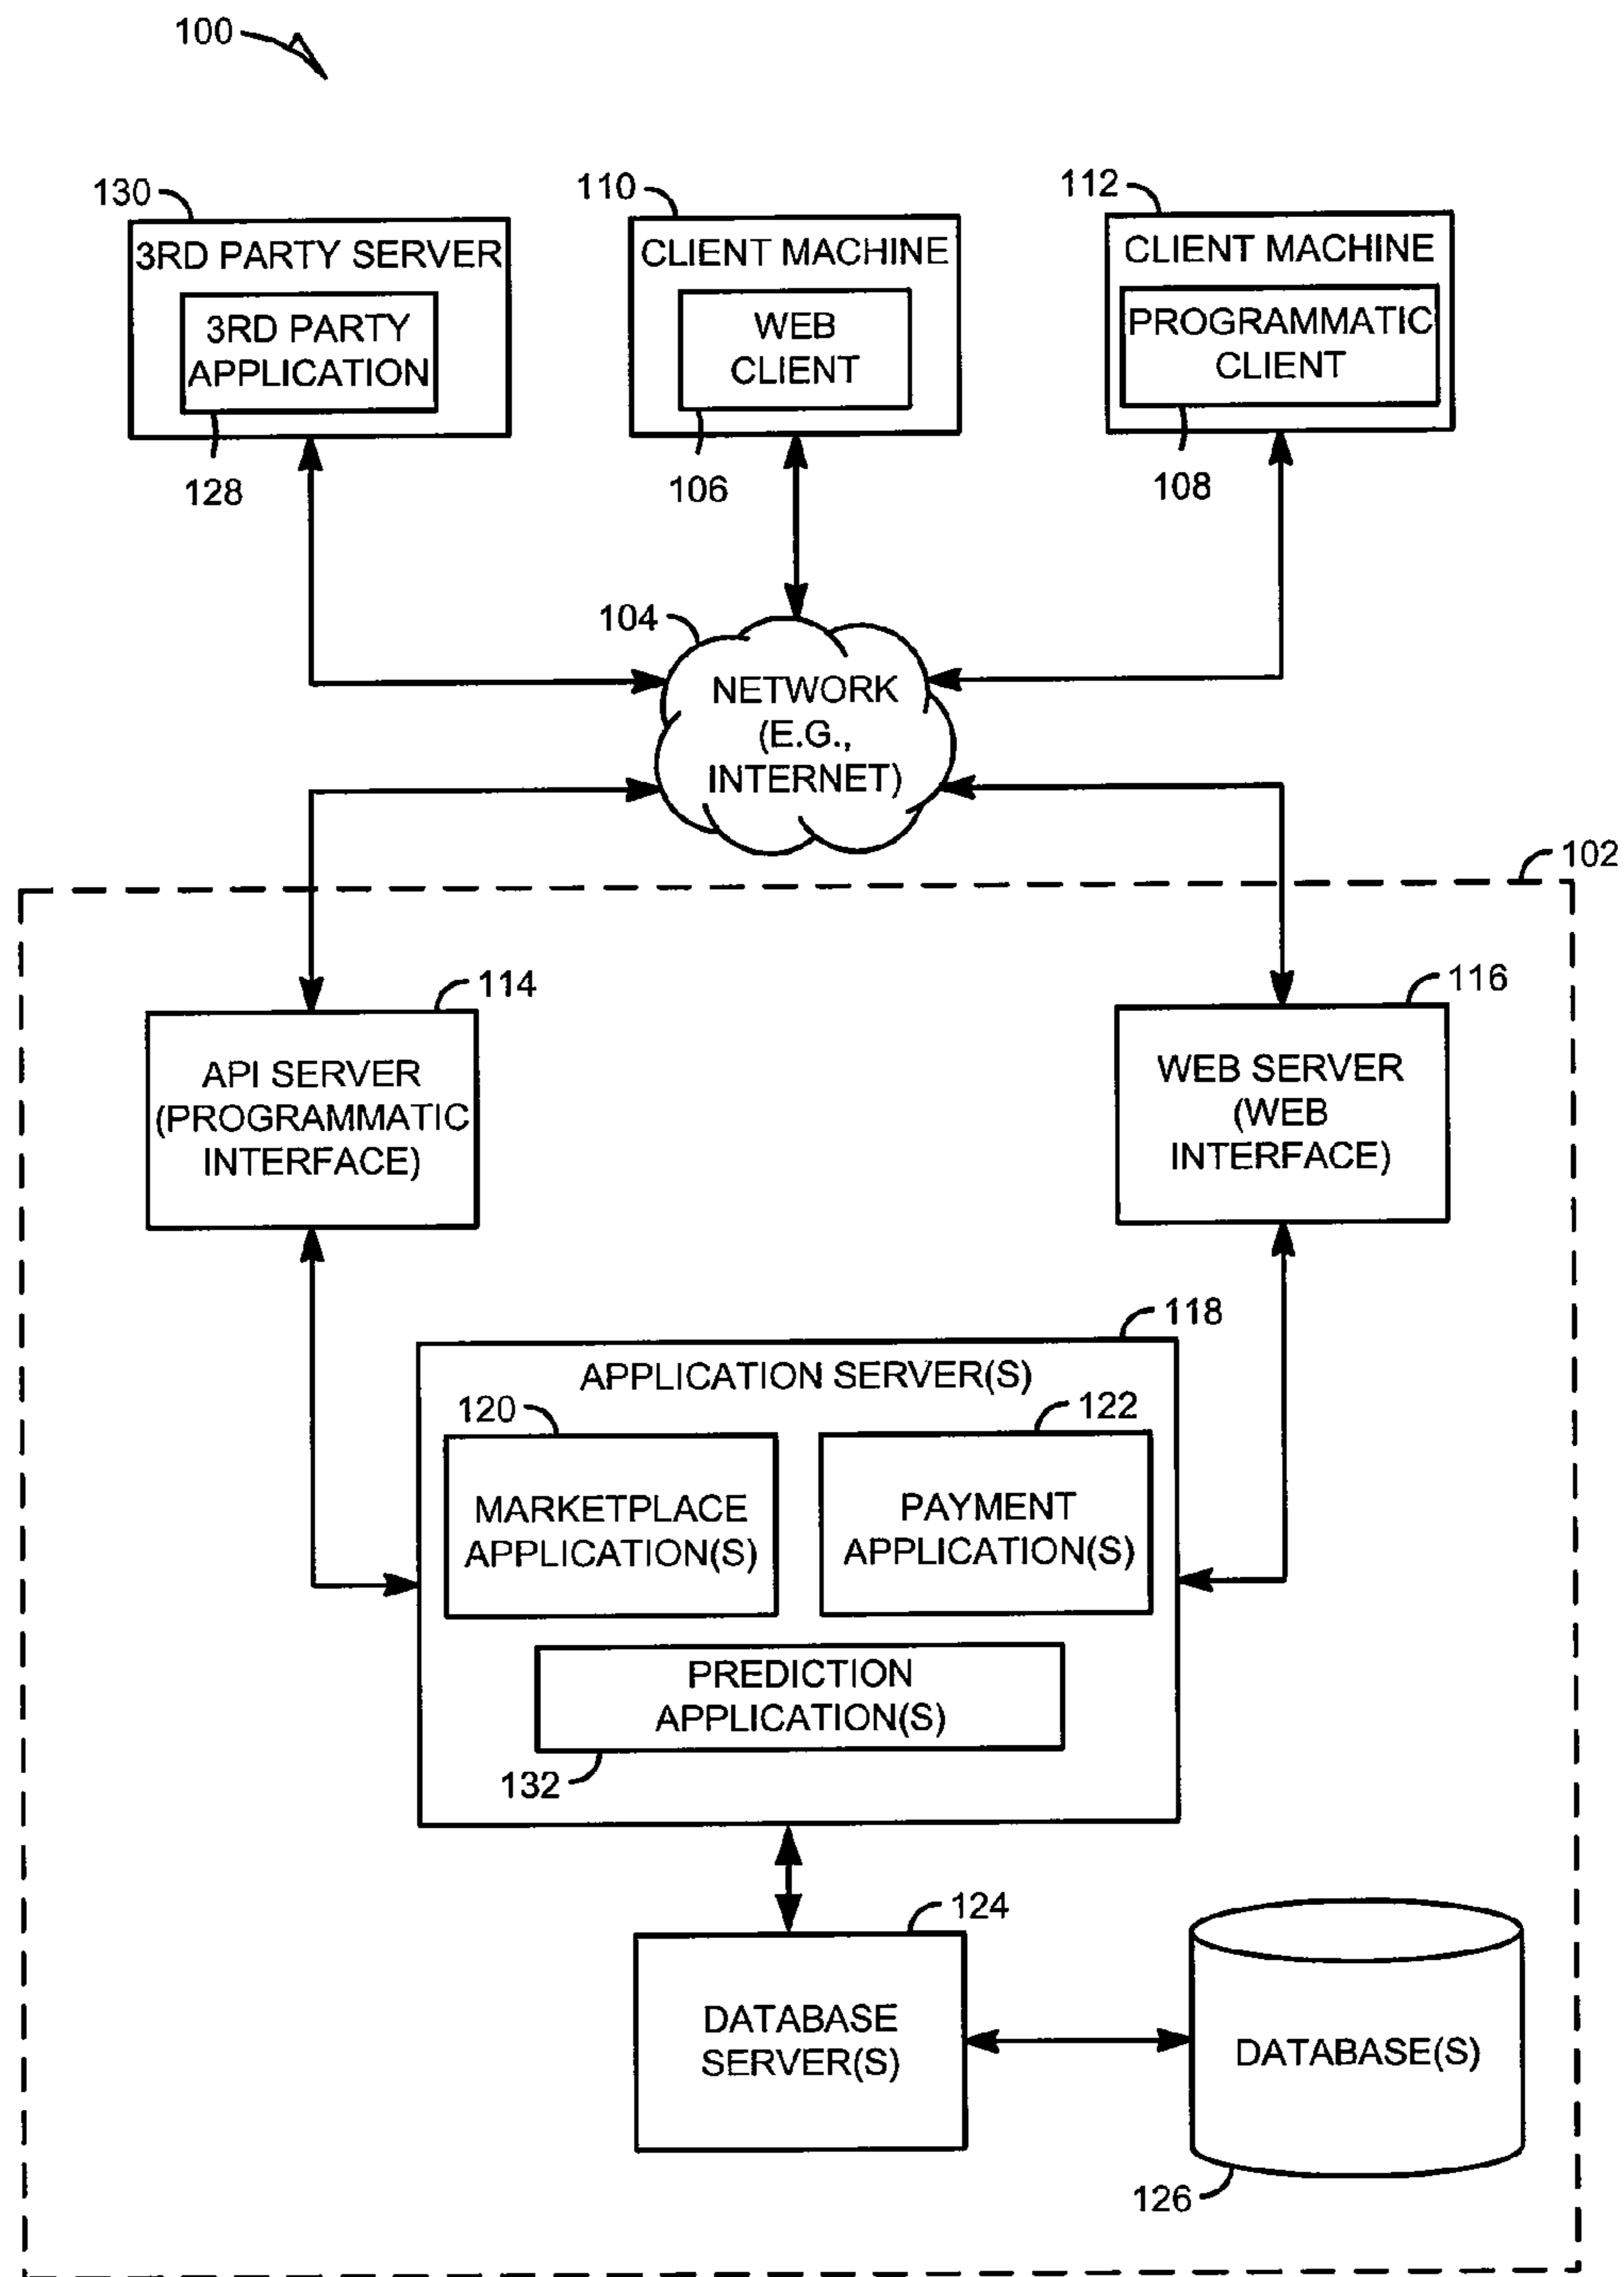 100
130
110
112
3RD PARTY SERVER
3RD PARTY
APPLICATION
128
CLIENT MACHINE
WEB
CLIENT
106
CLIENT MACHINE
PROGRAMMATIC
CLIENT
108
104
NETWORK
(E.G.,
INTERNET)
102
114
API SERVER
(PROGRAMMATIC
INTERFACE)
116
WEB SERVER
(WEB
INTERFACE)
118
APPLICATION SERVER(S)
120
MARKETPLACE
APPLICATION(S)
122
PAYMENT
APPLICATION(S)
PREDICTION
APPLICATION(S)
132
124
DATABASE
SERVER(S)
DATABASE(S)
126